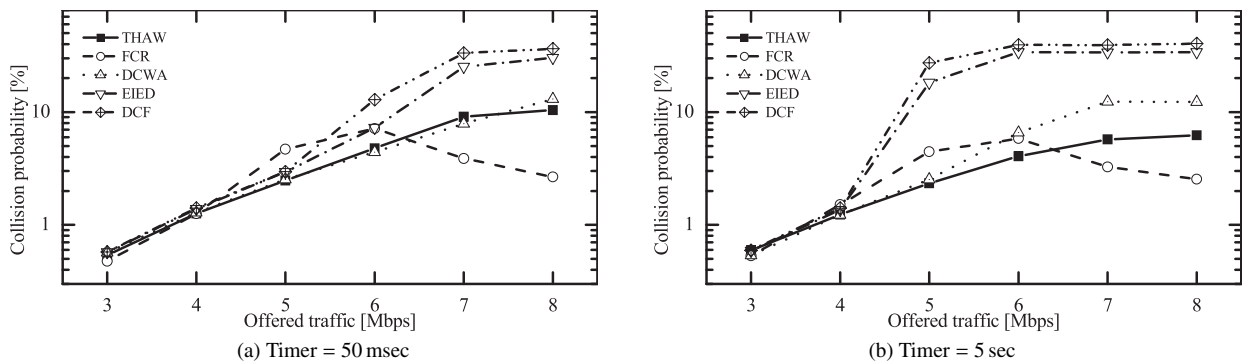 Collision probability [%]
10
1
THAW
FCR
DCWA
EIED
DCF
3 4 5 6 7 8
Offered traffic [Mbps]
(a) Timer = 50 msec
Collision probability [%]
10
1
THAW
FCR
DCWA
EIED
DCF
3 4 5 6 7 8
Offered traffic [Mbps]
(b) Timer = 5 sec